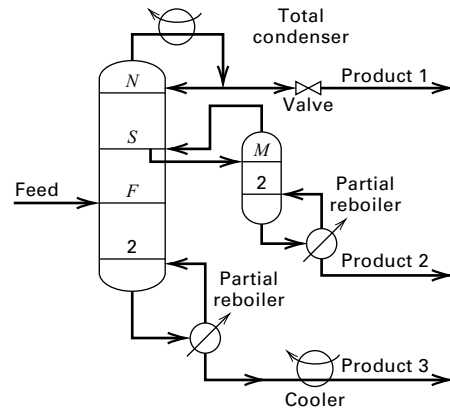 Total
condenser
N
Product 1
Valve
S
M
2
Feed
F
Partial
reboiler
2
Product 2
Partial
reboiler
Product 3
Cooler